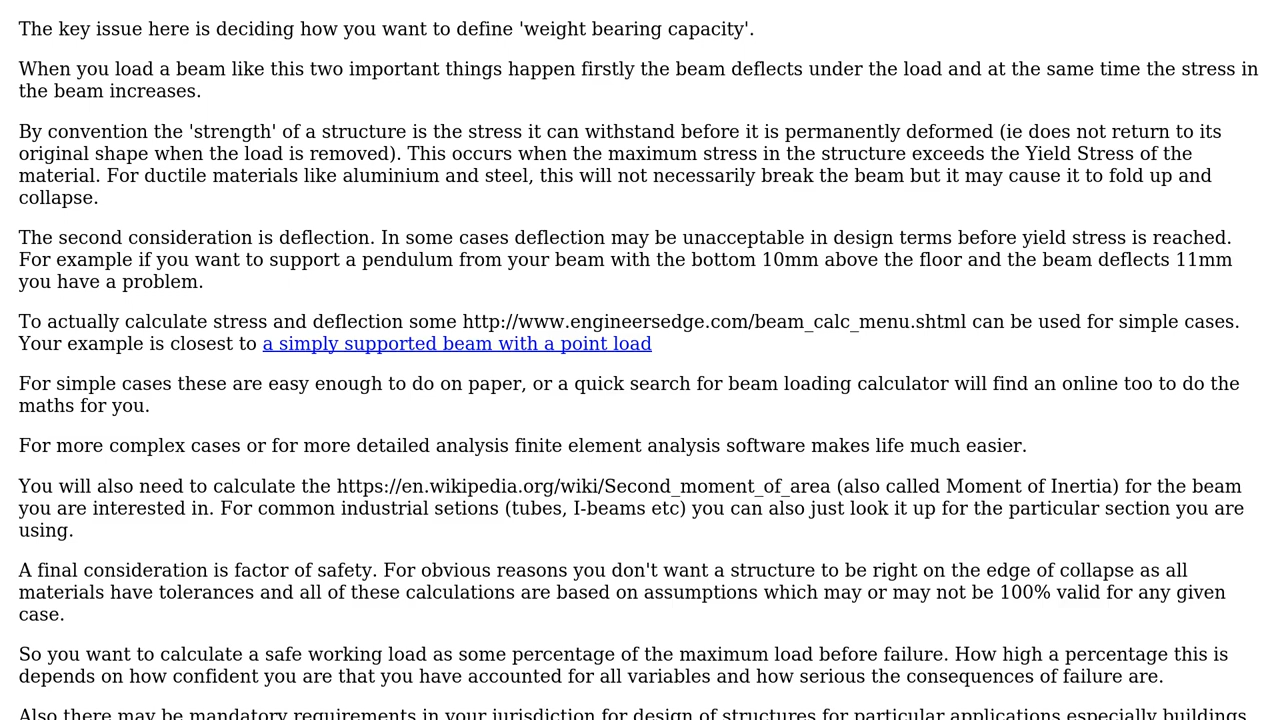 The key issue here is deciding how you want to define 'weight bearing capacity'.
When you load a beam like this two important things happen firstly the beam deflects under the load and at the same time the stress in
the beam increases.
By convention the 'strength' of a structure is the stress it can withstand before it is permanently deformed (ie does not return to its
original shape when the load is removed). This occurs when the maximum stress in the structure exceeds the Yield Stress of the
material. For ductile materials like aluminium and steel, this will not necessarily break the beam but it may cause it to fold up and
collapse.
The second consideration is deflection. In some cases deflection may be unacceptable in design terms before yield stress is reached.
For example if you want to support a pendulum from your beam with the bottom 10mm above the floor and the beam deflects 11mm
you have a problem.
To actually calculate stress and deflection some http://www.engineersedge.com/beam_calc_menu.shtml can be used for simple cases.
Your example is closest to a simply supported beam with a point load
For simple cases these are easy enough to do on paper, or a quick search for beam loading calculator will find an online too to do the
maths for you.
For more complex cases or for more detailed analysis finite element analysis software makes life much easier.
You will also need to calculate the https://en.wikipedia.org/wiki/Second_moment_of_area (also called Moment of Inertia) for the beam
you are interested in. For common industrial setions (tubes, I-beams etc) you can also just look it up for the particular section you are
using.
A final consideration is factor of safety. For obvious reasons you don't want a structure to be right on the edge of collapse as all
materials have tolerances and all of these calculations are based on assumptions which may or may not be 100% valid for any given
case.
So you want to calculate a safe working load as some percentage of the maximum load before failure. How high a percentage this is
depends on how confident you are that you have accounted for all variables and how serious the consequences of failure are.
Also there may be mandatory requirements in your jurisdiction for design of structures for particular applications especially buildings